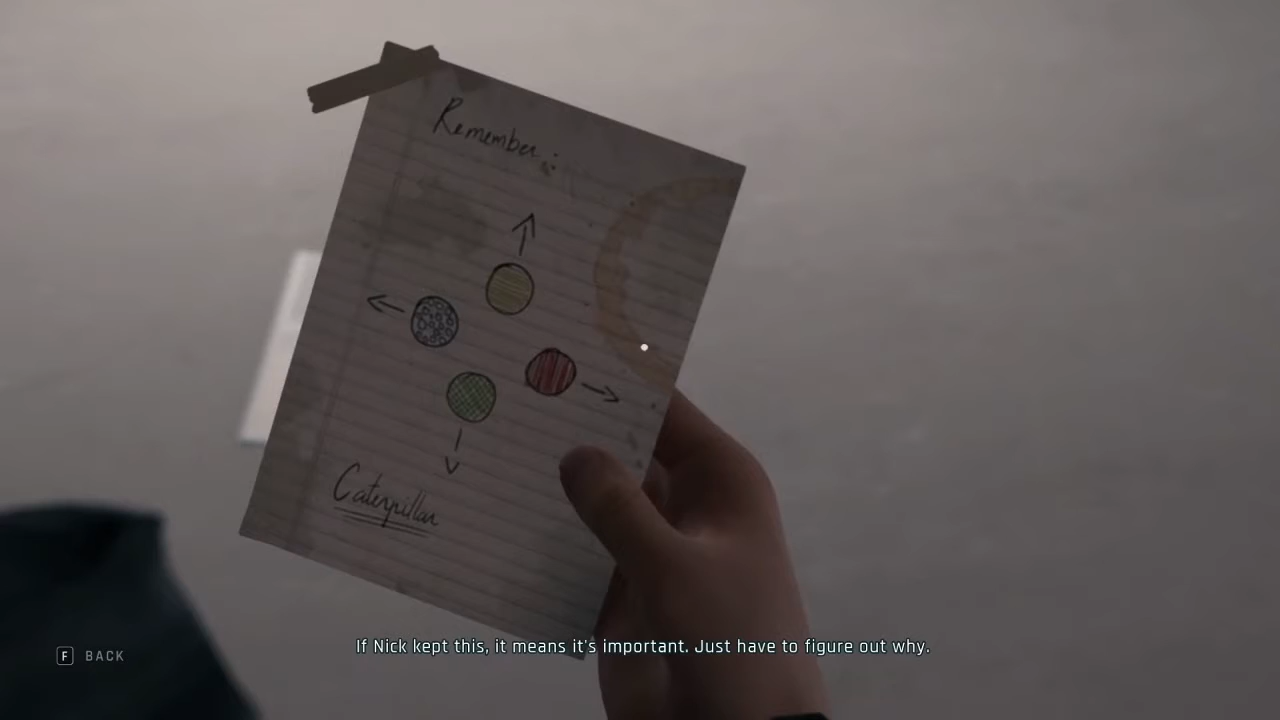 Remember:
Caterpillar
If Nick kept this, it means it's important. Just have to figure out why.
F BACK